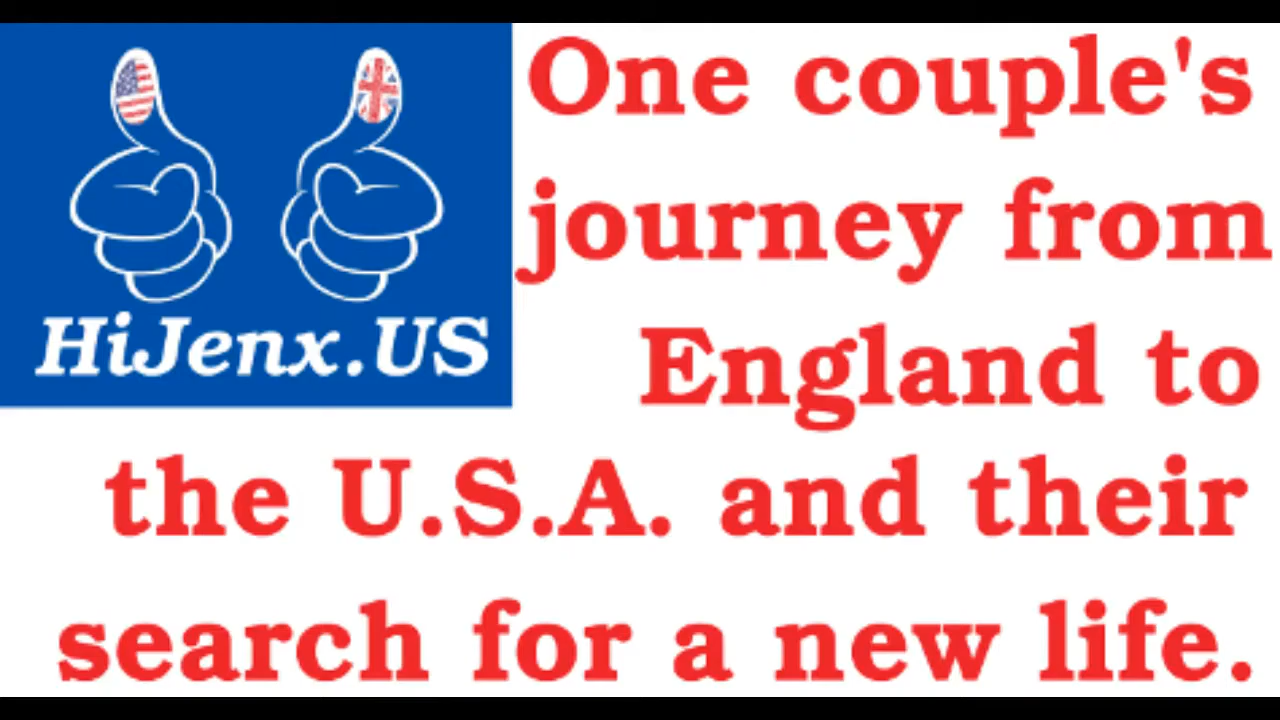 HiJenx.US
One couple's
journey from
England to
the U.S.A. and their
search for a new life.